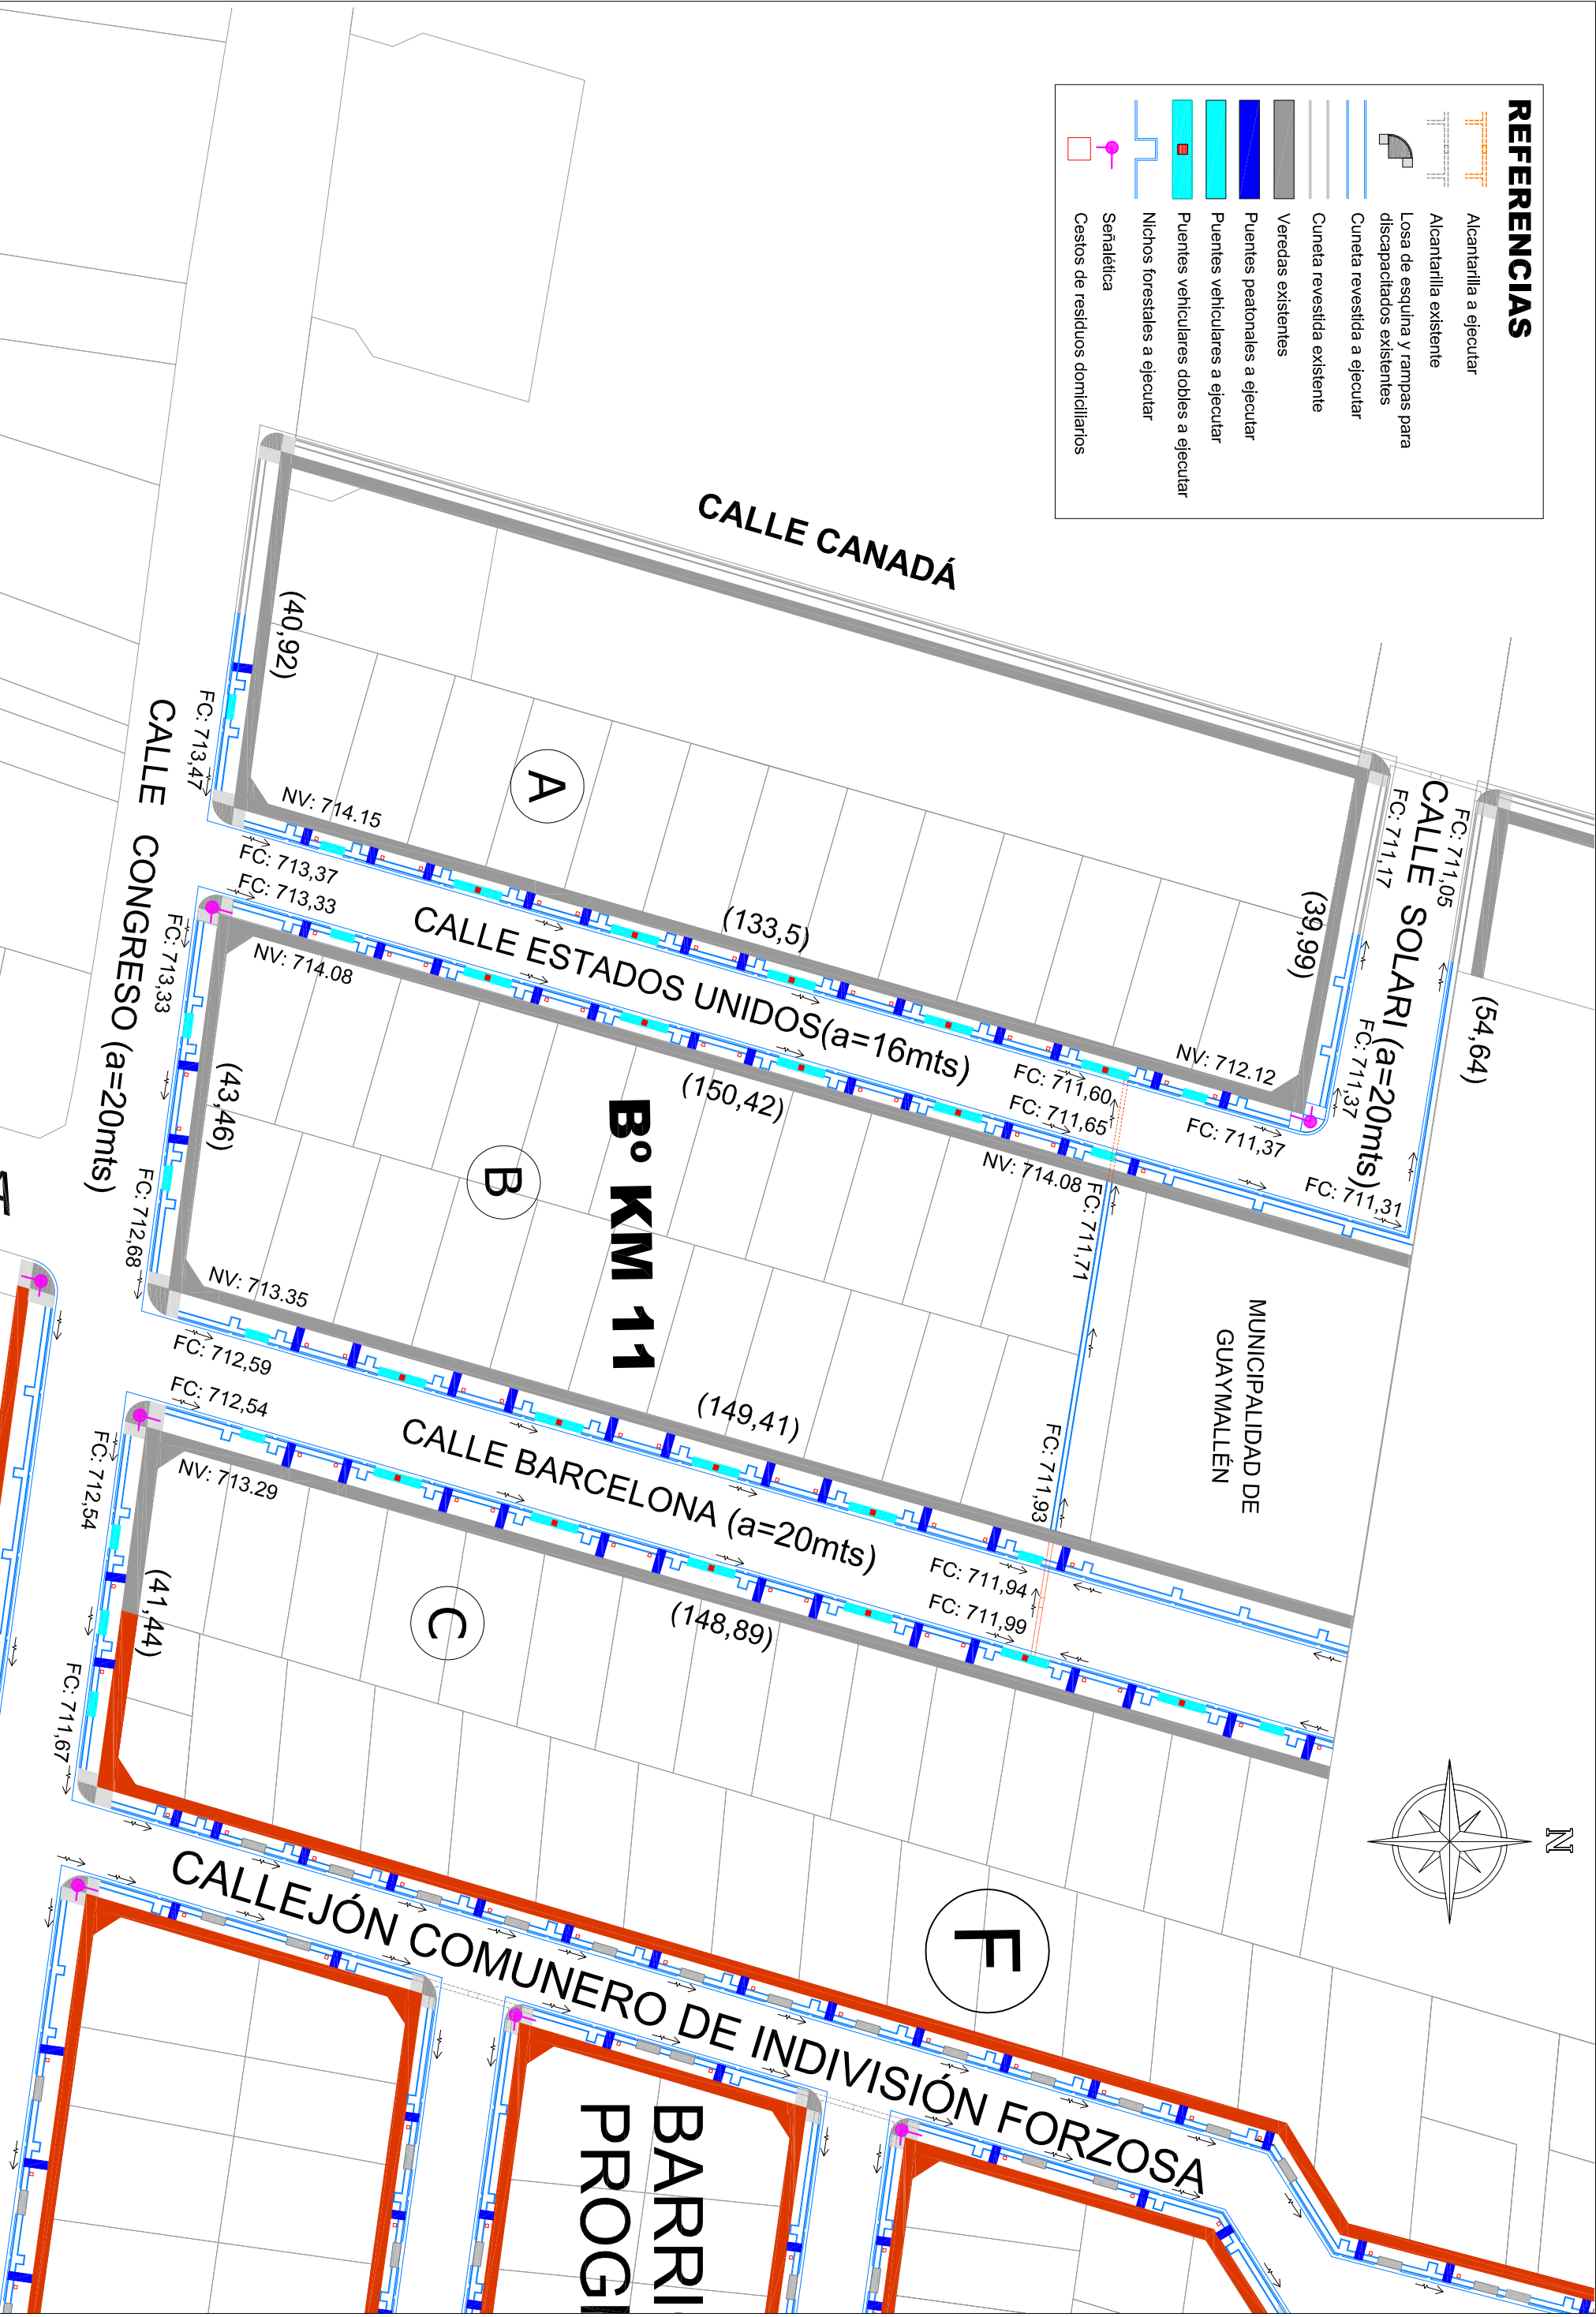 REFERENCIAS
Alcantarilla a ejecutar
Alcantarilla existente
Losa de esquina y rampas para
discapacitados existentes
Cuneta revestida a ejecutar
Cuneta revestida existente
Veredas existentes
Puentes peatonales a ejecutar
Puentes vehiculares a ejecutar
Puentes vehiculares dobles a ejecutar
Nichos forestales a ejecutar
Señalética
Cestos de residuos domiciliarios
CALLE CANADÁ
CALLE SOLARI (a=20mts)
FC: 711,05
FC: 711,17
(54,64)
(39,99)
FC: 711,37
FC: 711,31
(40,92)
FC: 713,47
CALLE CONGRESO (a=20mts)
A
NV: 714.15
(133,5)
NV: 712.12
FC: 713,37
FC: 713,33
CALLE ESTADOS UNIDOS(a=16mts)
FC: 711,60
FC: 711,65
FC: 711,37
FC: 713,33
NV: 714.08
(150,42)
NV: 714.08
FC: 711,71
(43,46)
B
Bº KM 11
MUNICIPALIDAD DE
GUAYMALLÉN
FC: 712,68
NV: 713.35
(149,41)
FC: 711,93
FC: 712,59
FC: 712,54
CALLE BARCELONA (a=20mts)
FC: 711,94
FC: 711,99
FC: 712,54
NV: 713.29
(148,89)
(41,44)
C
FC: 711,67
N
F
CALLEJÓN COMUNERO DE INDIVISIÓN FORZOSA
BARRI
PROG